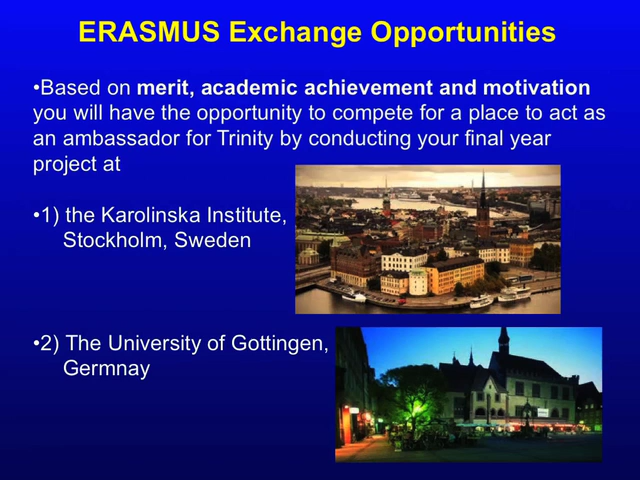 ERASMUS Exchange Opportunities
•Based on merit, academic achievement and motivation
you will have the opportunity to compete for a place to act as
an ambassador for Trinity by conducting your final year
project at
•1) the Karolinska Institute,
Stockholm, Sweden
•2) The University of Gottingen,
Germnay